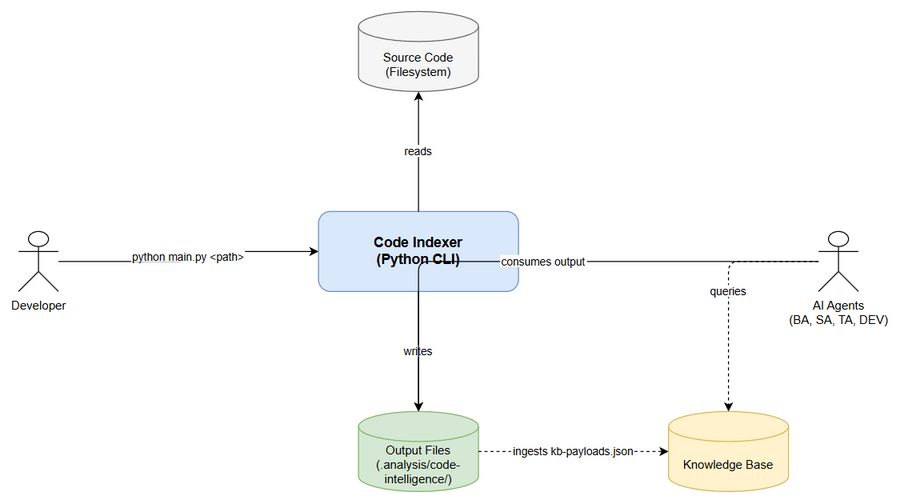 Source Code
(Filesystem)
reads
Code Indexer
(Python CLI)
python main.py <path>
consumes output
Developer
queries
AI Agents
(BA, SA, TA, DEV)
writes
Output Files
(.analysis/code-
intelligence/)
ingests kb-payloads.json
Knowledge Base